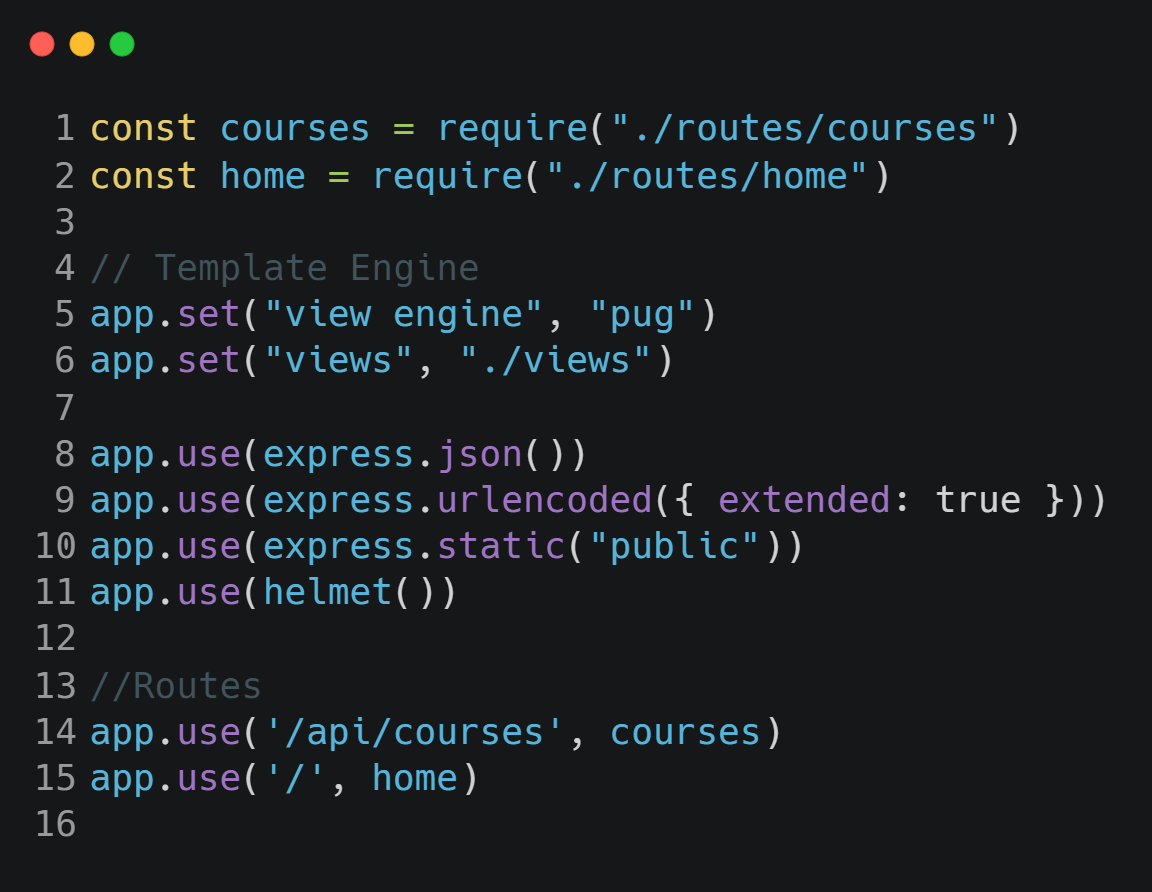 1 const courses = require("./routes/courses")
2 const home = require("./routes/home")
3
4 // Template Engine
5 app.set("view engine", "pug")
6 app.set("views", "./views")
7
8 app.use(express.json())
9 app.use(express.urlencoded({ extended: true }))
10 app.use(express.static("public"))
11 app.use(helmet())
12
13 //Routes
14 app.use('/api/courses', courses)
15 app.use('/', home)
16